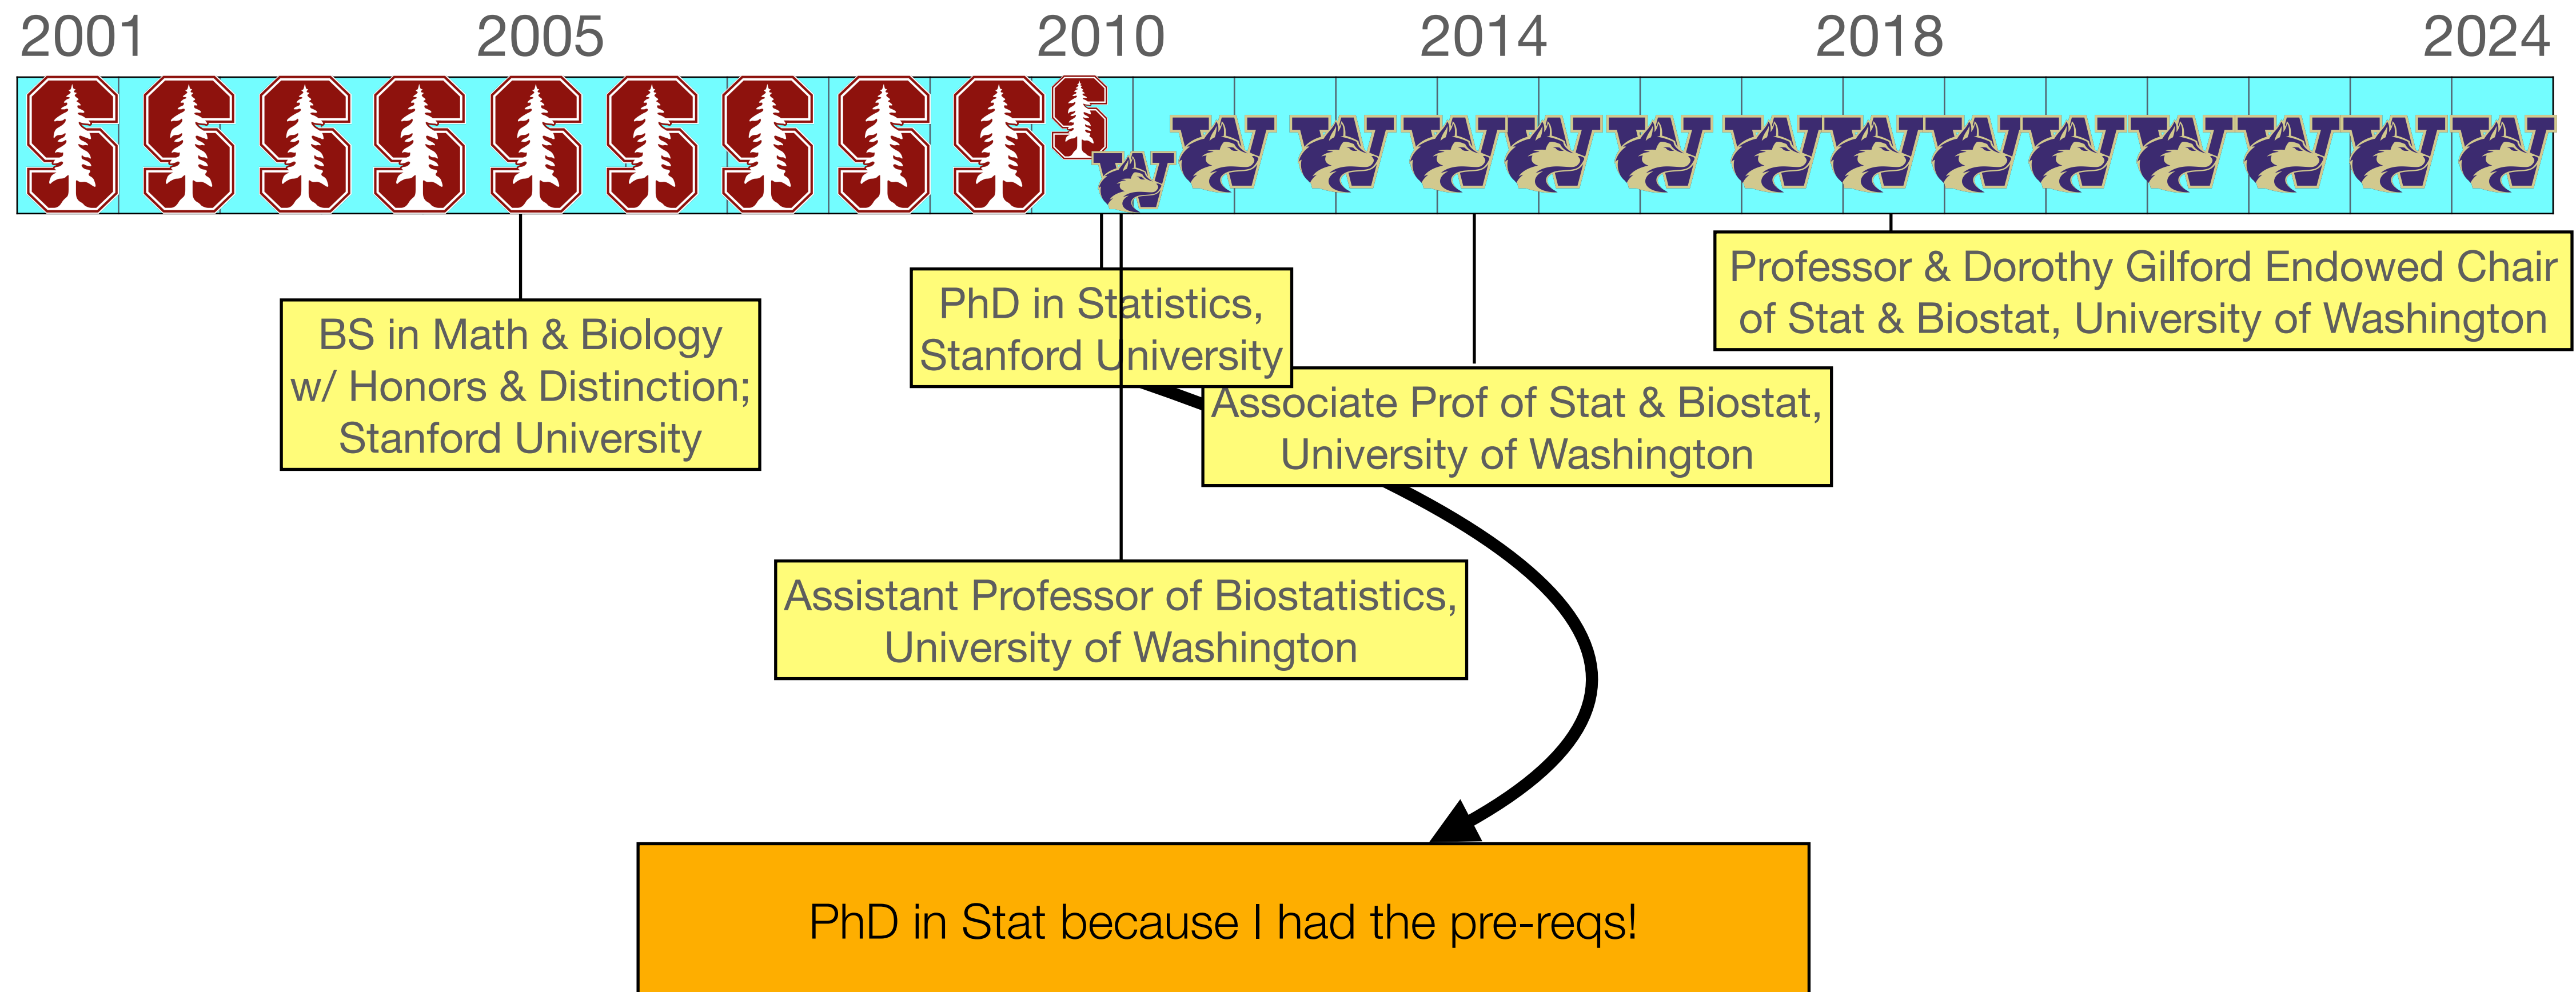 2001 2005 2010 2014 2018 2024
BS in Math & Biology
w/ Honors & Distinction;
Stanford University
PhD in Statistics,
Stanford University
Associate Prof of Stat & Biostat,
University of Washington
Professor & Dorothy Gilford Endowed Chair
of Stat & Biostat, University of Washington
Assistant Professor of Biostatistics,
University of Washington
PhD in Stat because I had the pre-reqs!